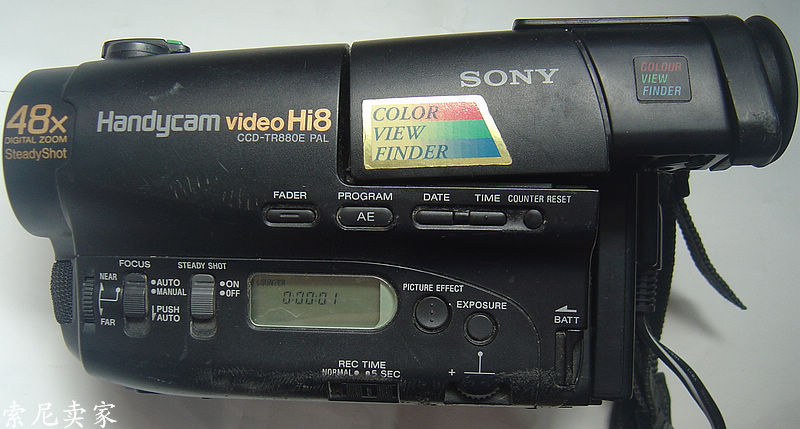 SONY
COLOUR
VIEW
FINDER
48x
DIGITAL ZOOM
SteadyShot
Handycam video Hi8
CCD-TR880E PAL
COLOR
VIEW
FINDER
FADER
PROGRAM
AE
DATE
TIME
COUNTER RESET
FOCUS
NEAR
FAR
AUTO
MANUAL
PUSH
AUTO
STEADY SHOT
ON
OFF
COUNTER
0:00:01
PICTURE EFFECT
EXPOSURE
BATT
REC TIME
NORMAL
5 SEC
+
索尼卖家